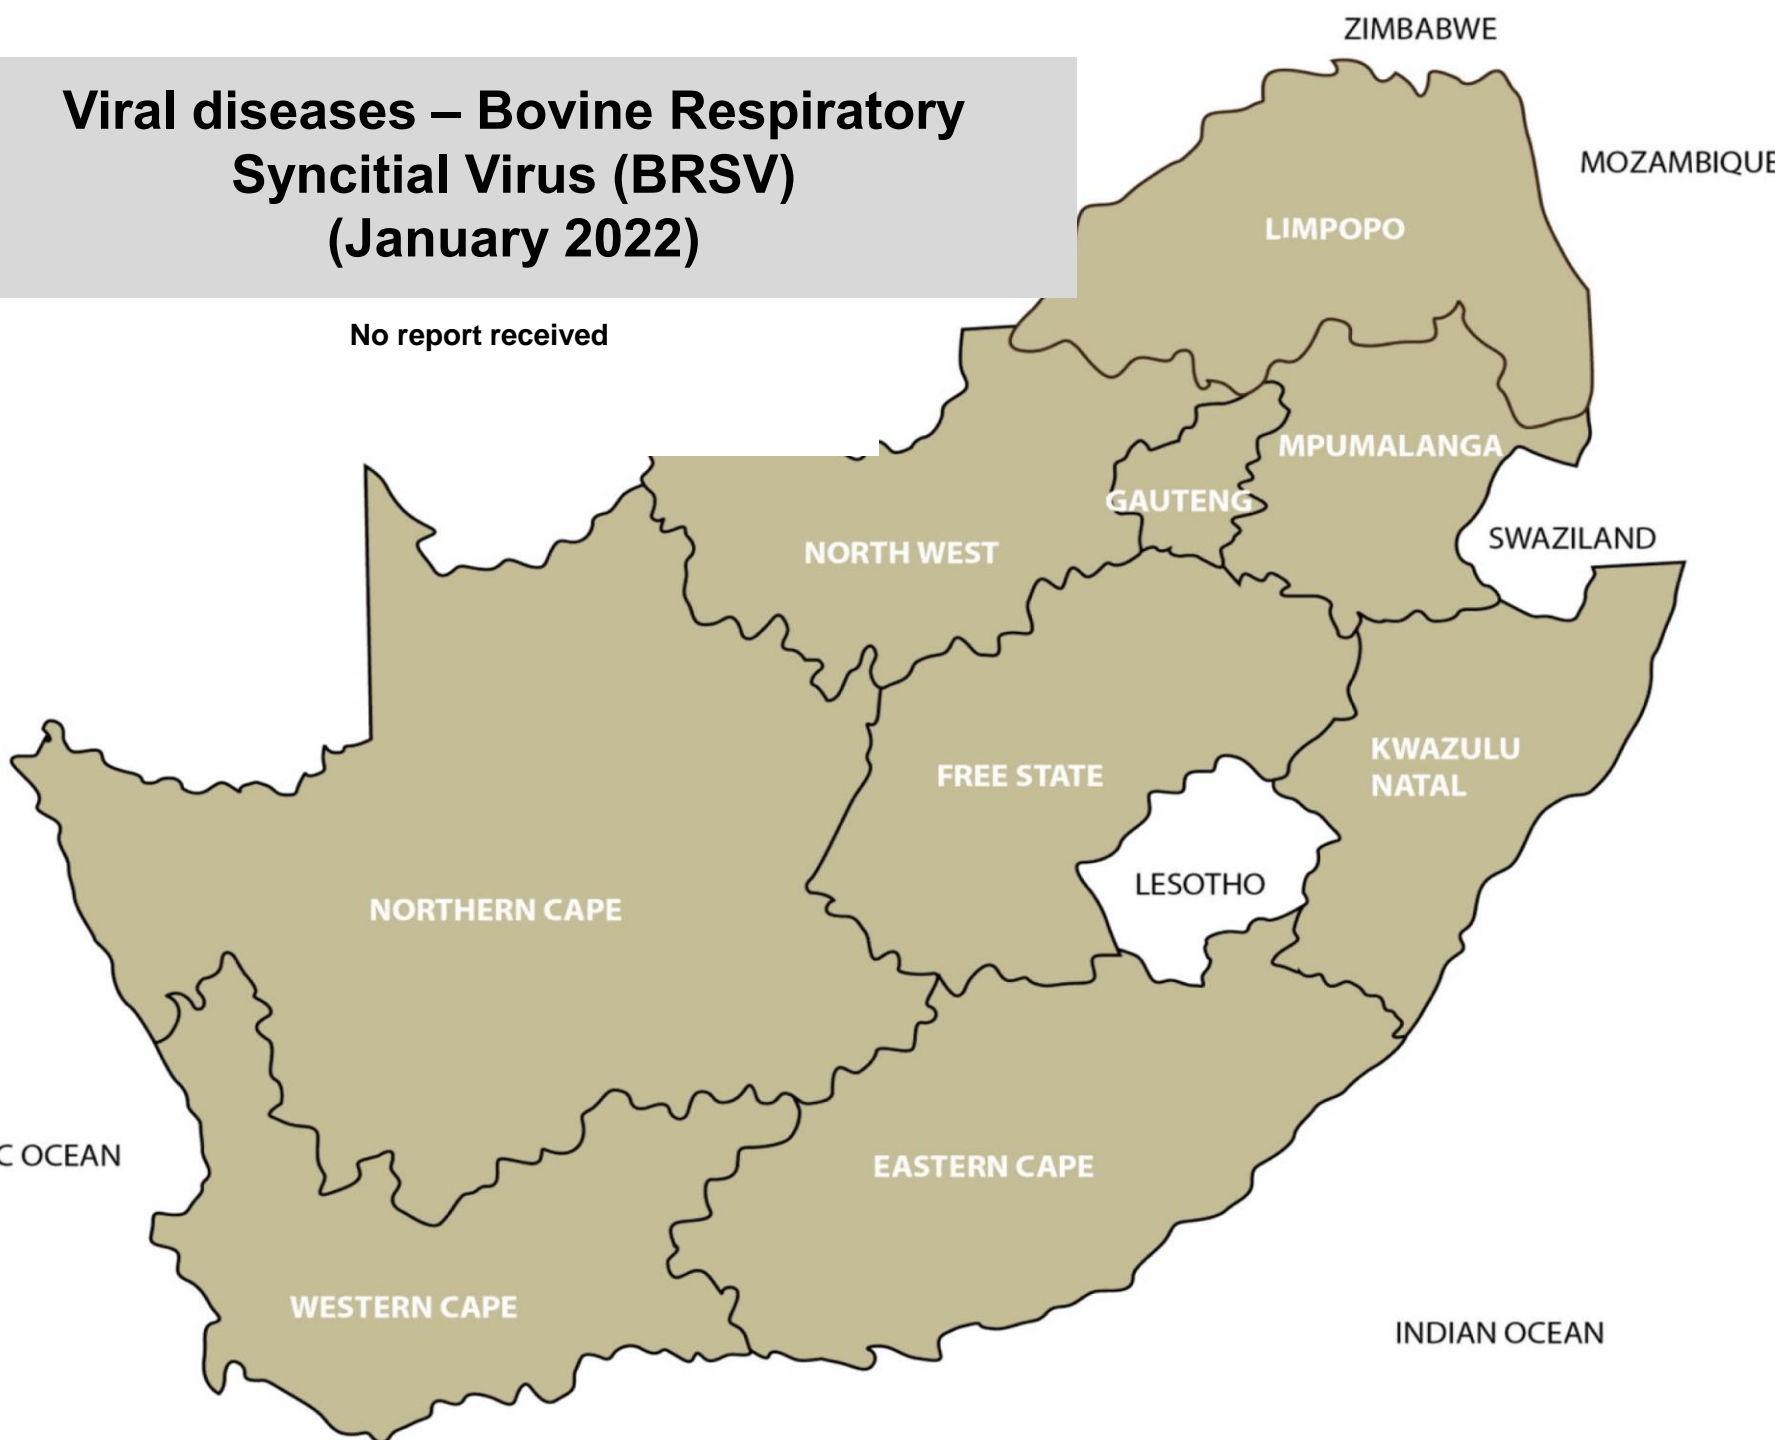 ZIMBABWE
Viral diseases – Bovine Respiratory
Syncitial Virus (BRSV)
(January 2022)
MOZAMBIQUE
LIMPOPO
No report received
MPUMALANGA
GAUTENG
SWAZILAND
NORTH WEST
KWAZULU
NATAL
FREE STATE
LESOTHO
NORTHERN CAPE
C OCEAN
EASTERN CAPE
WESTERN CAPE
INDIAN OCEAN